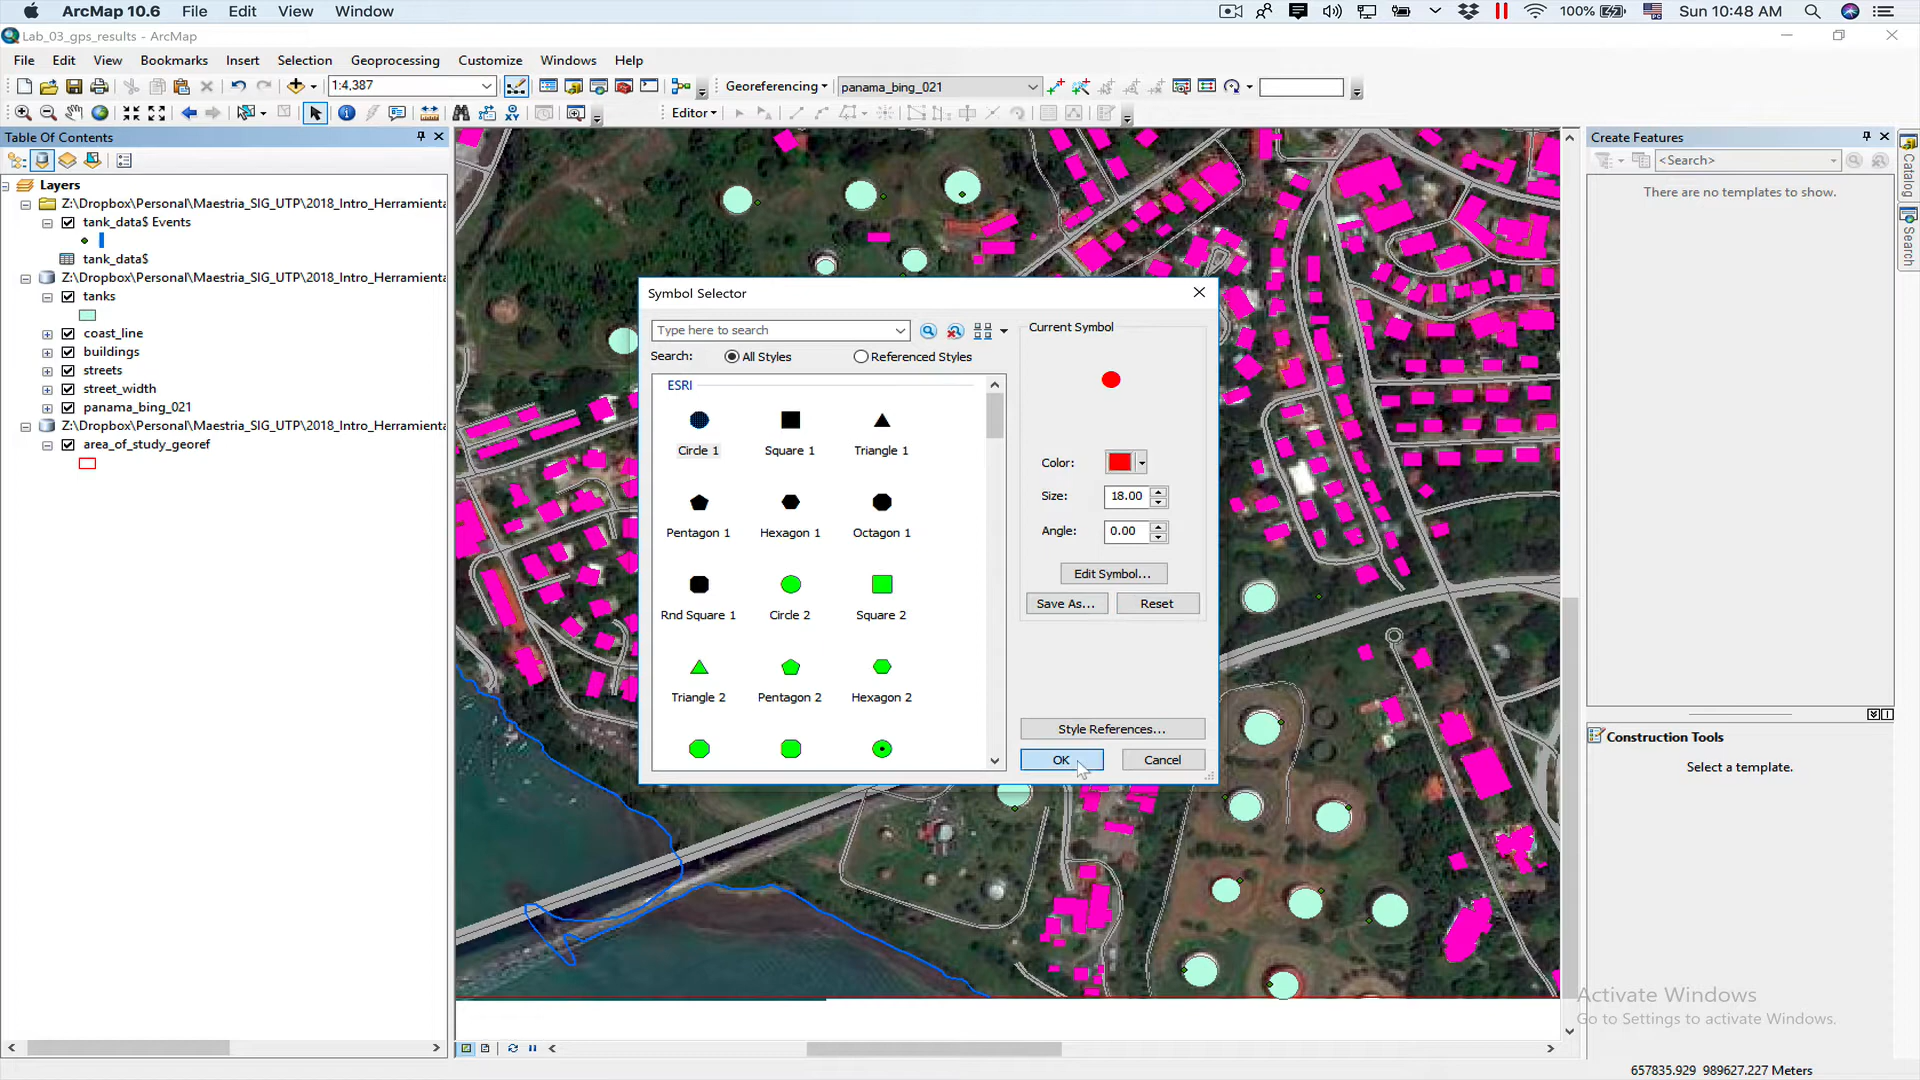 ArcMap 10.6 File Edit View Window 100% Sun 10:48 AM
Lab_03_gps_results - ArcMap
File Edit View Bookmarks Insert Selection Geoprocessing Customize Windows Help
1:4,387 Georeferencing panama_bing_021
Editor
Table Of Contents
Create Features
<Search>
There are no templates to show.
Catalog
Search
Layers
Z:\Dropbox\Personal\Maestria_SIG_UTP\2018_Intro_Herramienta
tank_data$ Events
tank_data$
Z:\Dropbox\Personal\Maestria_SIG_UTP\2018_Intro_Herramienta
tanks
coast_line
buildings
streets
street_width
panama_bing_021
Z:\Dropbox\Personal\Maestria_SIG_UTP\2018_Intro_Herramienta
area_of_study_georef
Symbol Selector
Type here to search
Search: All Styles Referenced Styles
ESRI
Circle 1 Square 1 Triangle 1
Pentagon 1 Hexagon 1 Octagon 1
Rnd Square 1 Circle 2 Square 2
Triangle 2 Pentagon 2 Hexagon 2
Current Symbol
Color:
Size: 18.00
Angle: 0.00
Edit Symbol...
Save As... Reset
Style References...
OK Cancel
Construction Tools
Select a template.
Activate Windows
Go to Settings to activate Windows.
657835.929 989627.227 Meters